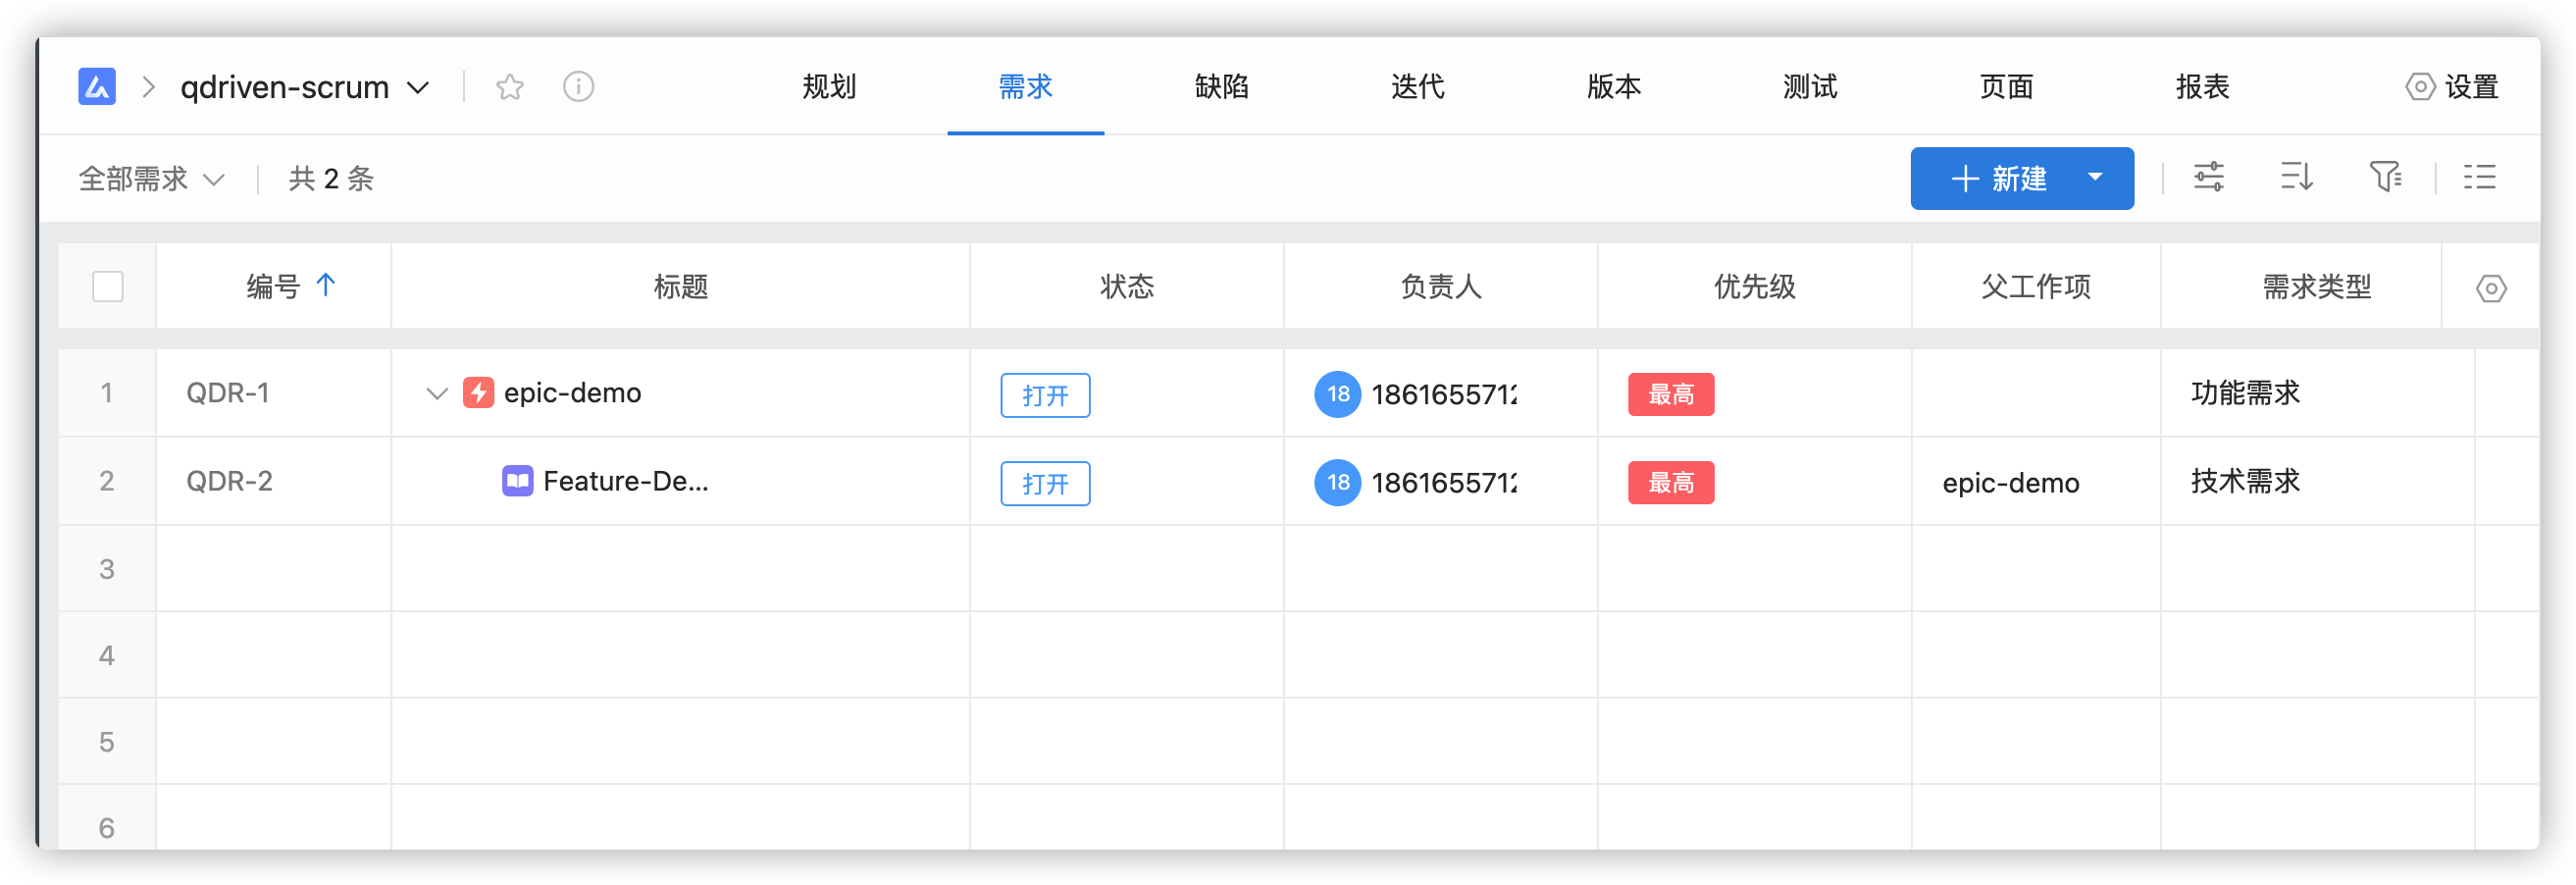 qdriven-scrum 规划 需求 缺陷 迭代 版本 测试 页面 报表 设置
全部需求 共 2 条 新建
编号 标题 状态 负责人 优先级 父工作项 需求类型
1 QDR-1 epic-demo 打开 18 186165571 最高 功能需求
2 QDR-2 Feature-De... 打开 18 186165571 最高 epic-demo 技术需求
3
4
5
6